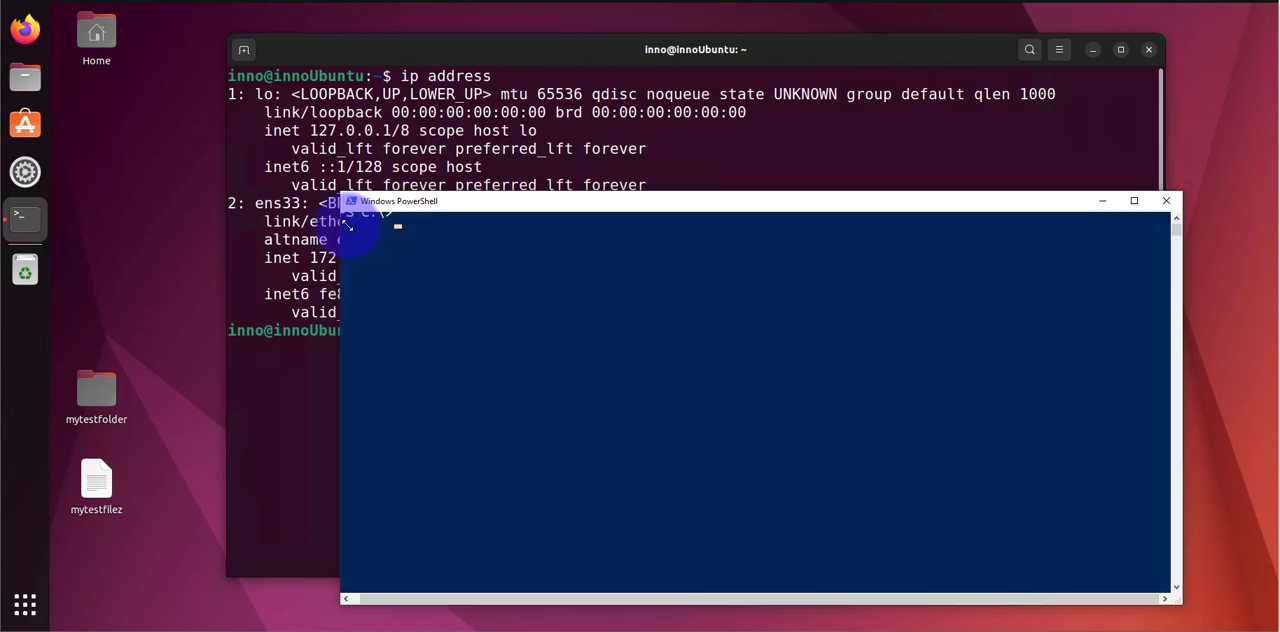 Home
inno@innoUbuntu: ~
inno@innoUbuntu:~$ ip address
1: lo: <LOOPBACK,UP,LOWER_UP> mtu 65536 qdisc noqueue state UNKNOWN group default qlen 1000
link/loopback 00:00:00:00:00:00 brd 00:00:00:00:00:00
inet 127.0.0.1/8 scope host lo
valid_lft forever preferred_lft forever
inet6 ::1/128 scope host
valid_lft forever preferred_lft forever
2: ens33: <B
link/eth
altname
inet 172
valid_
inet6 fe8
valid_
inno@innoUbu
Windows PowerShell
PS C:\>
mytestfolder
mytestfilez